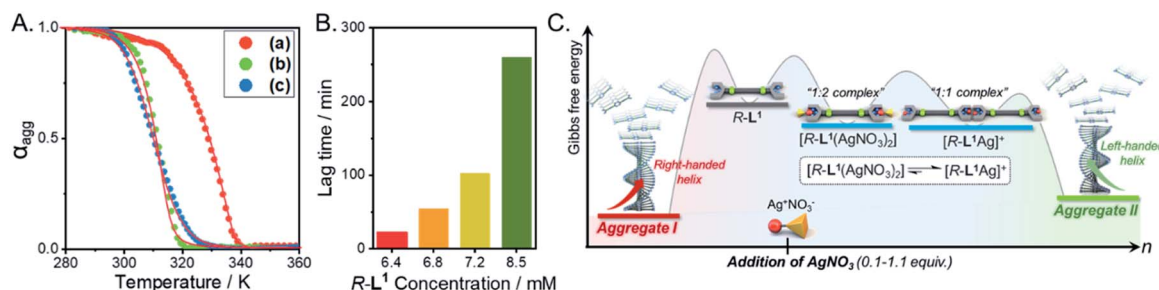 A.
1.0
0.5
0.0
αagg
280 300 320 340 360
Temperature / K
(a)
(b)
(c)
B.
300
200
100
0
Lag time / min
6.4 6.8 7.2 8.5
R-L¹ Concentration / mM
C.
Gibbs free energy
Right-handed
helix
Aggregate I
R-L¹
"1:2 complex"
[R-L¹(AgNO₃)₂]
"1:1 complex"
[R-L¹Ag]⁺
[R-L¹(AgNO₃)₂] ⇌ [R-L¹Ag]⁺
Left-handed
helix
Aggregate II
Ag⁺NO₃⁻
n
Addition of AgNO₃ (0.1-1.1 equiv.)